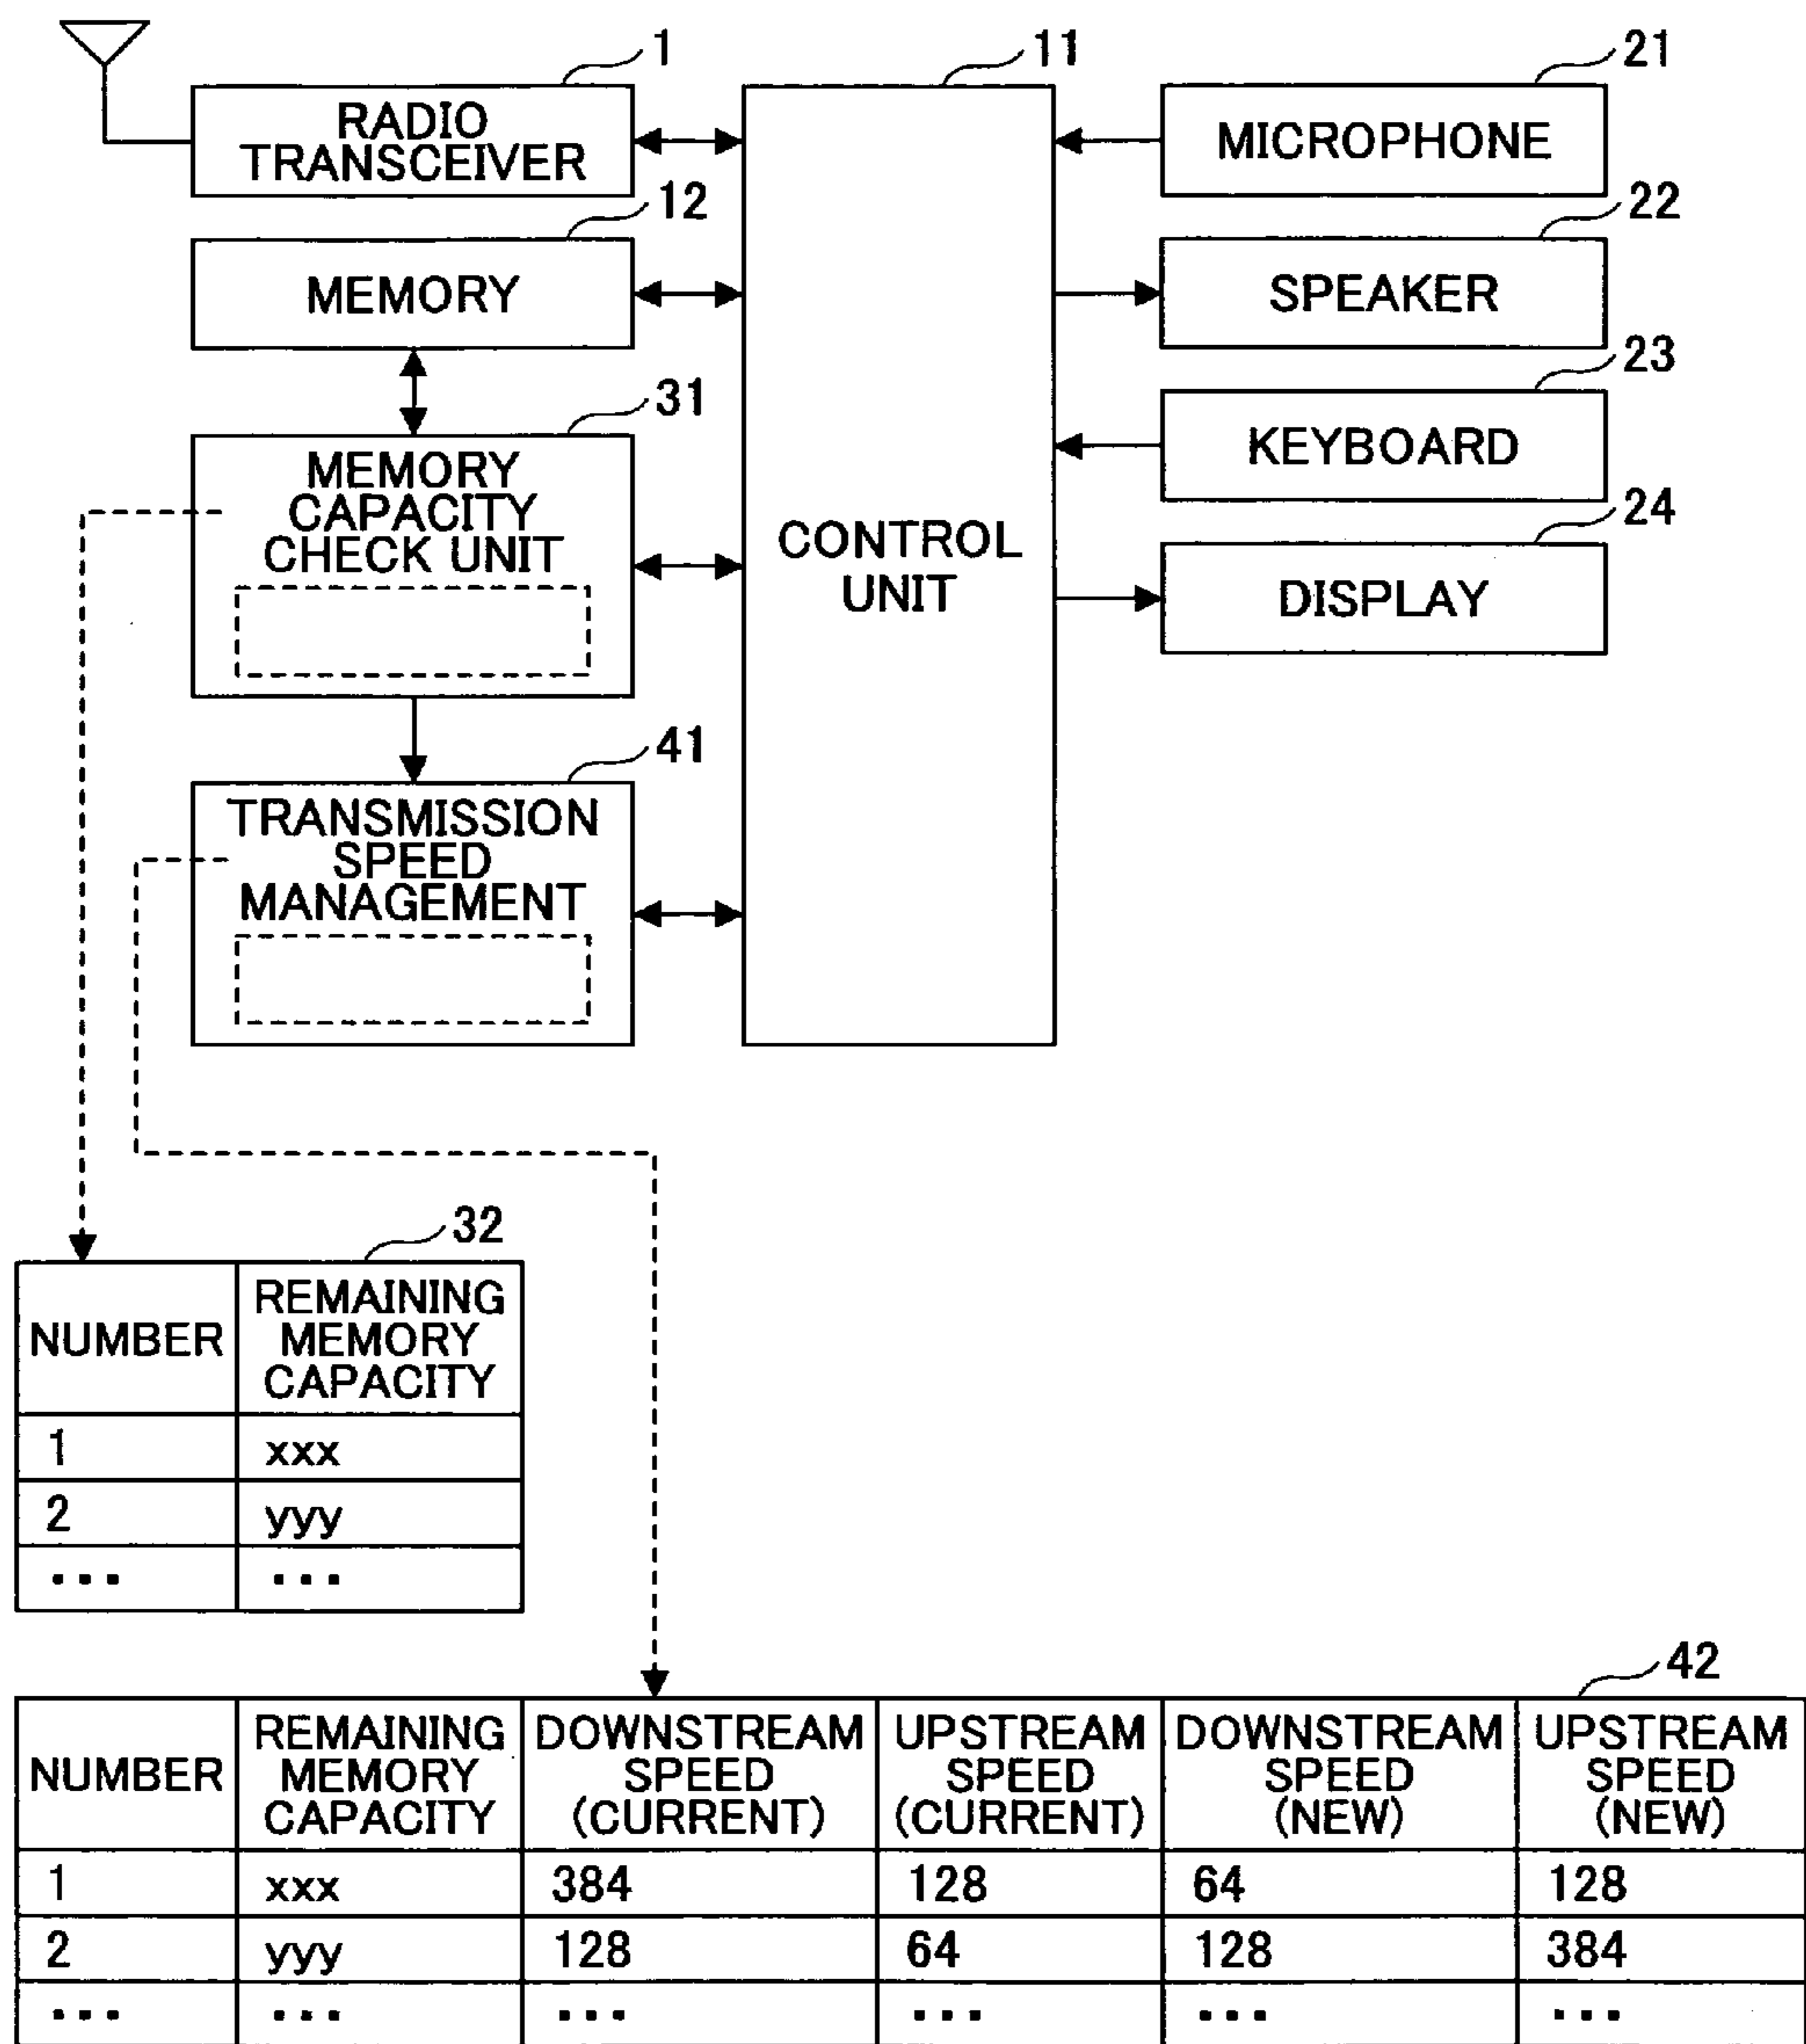 1
RADIO
TRANSCEIVER
11
21
MICROPHONE
12
MEMORY
22
SPEAKER
31
MEMORY
CAPACITY
CHECK UNIT
23
KEYBOARD
CONTROL
UNIT
24
DISPLAY
41
TRANSMISSION
SPEED
MANAGEMENT
32
NUMBER
REMAINING
MEMORY
CAPACITY
1 xxx
2 yyy
... ...
42
NUMBER
REMAINING
MEMORY
CAPACITY
DOWNSTREAM
SPEED
(CURRENT)
UPSTREAM
SPEED
(CURRENT)
DOWNSTREAM
SPEED
(NEW)
UPSTREAM
SPEED
(NEW)
1 xxx 384 128 64 128
2 yyy 128 64 128 384
... ... ... ... ... ...